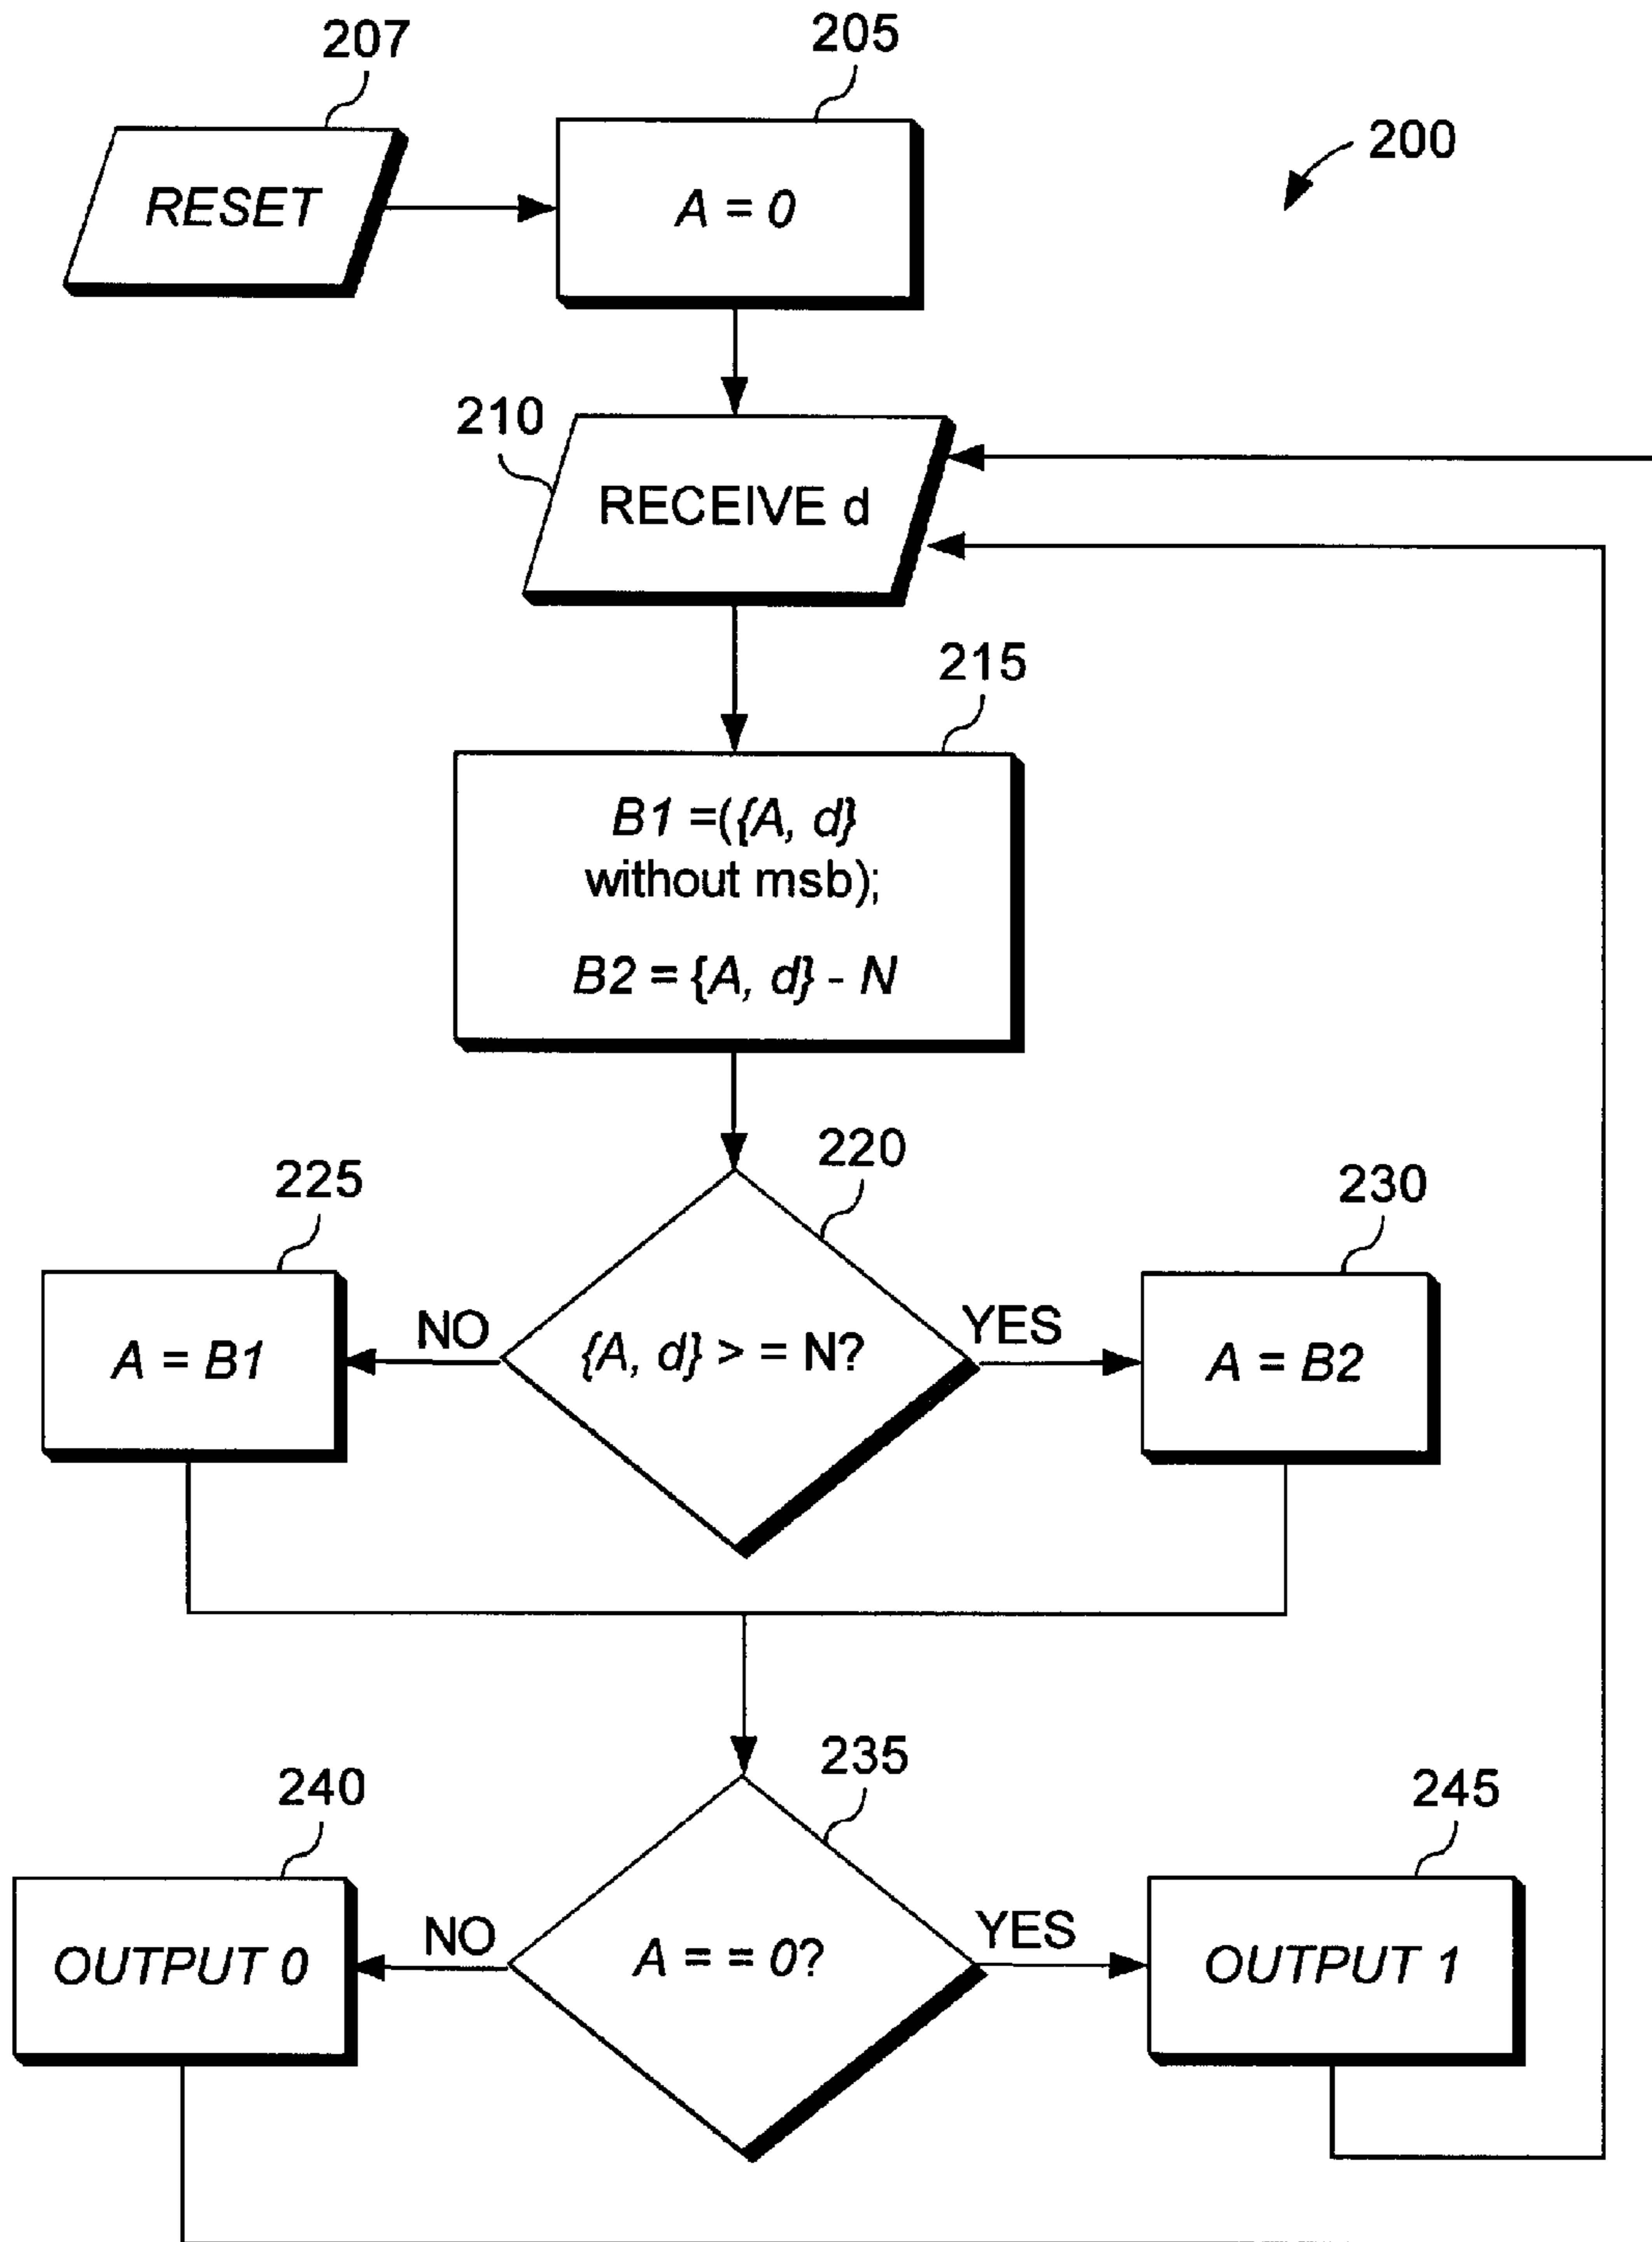 207
205
200
RESET
A = 0
210
RECEIVE d
215
B1 =({A, d}
without msb);
B2 = {A, d} - N
220
225
230
NO
YES
A = B1
{A, d} > = N?
A = B2
235
240
245
NO
YES
OUTPUT 0
A = = 0?
OUTPUT 1